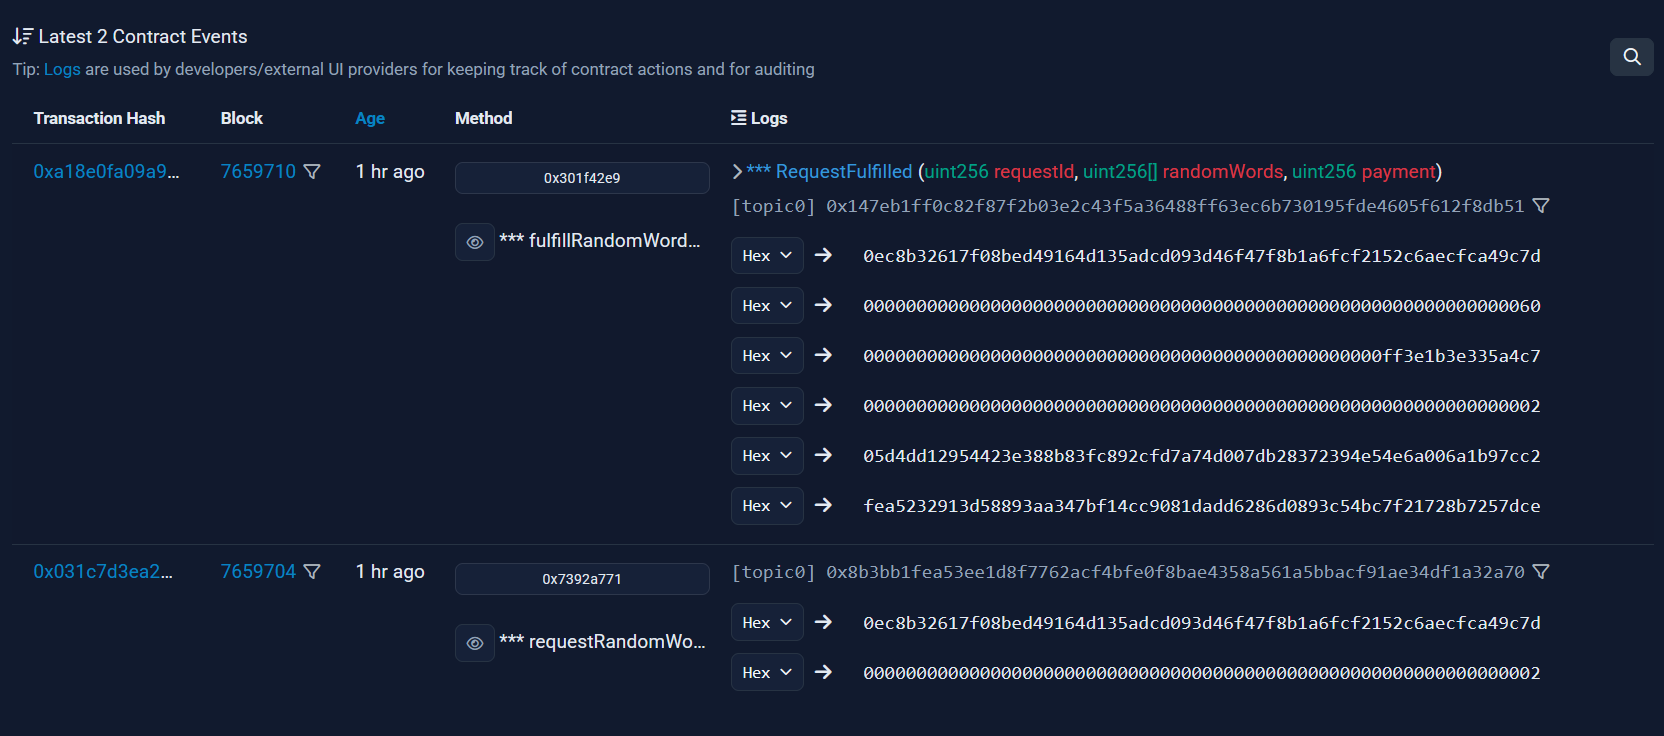 Latest 2 Contract Events
Tip: Logs are used by developers/external UI providers for keeping track of contract actions and for auditing
Transaction Hash Block Age Method Logs
0xa18e0fa09a9... 7659710 1 hr ago 0x301f42e9 *** RequestFulfilled (uint256 requestId, uint256[] randomWords, uint256 payment)
[topic0] 0x147eb1ff0c82f87f2b03e2c43f5a36488ff63ec6b730195fde4605f612f8db51
*** fulfillRandomWord...
Hex 0ec8b32617f08bed49164d135adcd093d46f47f8b1a6fcf2152c6aecfca49c7d
Hex 0000000000000000000000000000000000000000000000000000000000000060
Hex 00000000000000000000000000000000000000000000000000ff3e1b3e335a4c7
Hex 0000000000000000000000000000000000000000000000000000000000000002
Hex 05d4dd12954423e388b83fc892cfd7a74d007db28372394e54e6a006a1b97cc2
Hex fea5232913d58893aa347bf14cc9081dadd6286d0893c54bc7f21728b7257dce
0x031c7d3ea2... 7659704 1 hr ago 0x7392a771 [topic0] 0x8b3bb1fea53ee1d8f7762acf4bfe0f8bae4358a561a5bbacf91ae34df1a32a70
*** requestRandomWo...
Hex 0ec8b32617f08bed49164d135adcd093d46f47f8b1a6fcf2152c6aecfca49c7d
Hex 0000000000000000000000000000000000000000000000000000000000000002